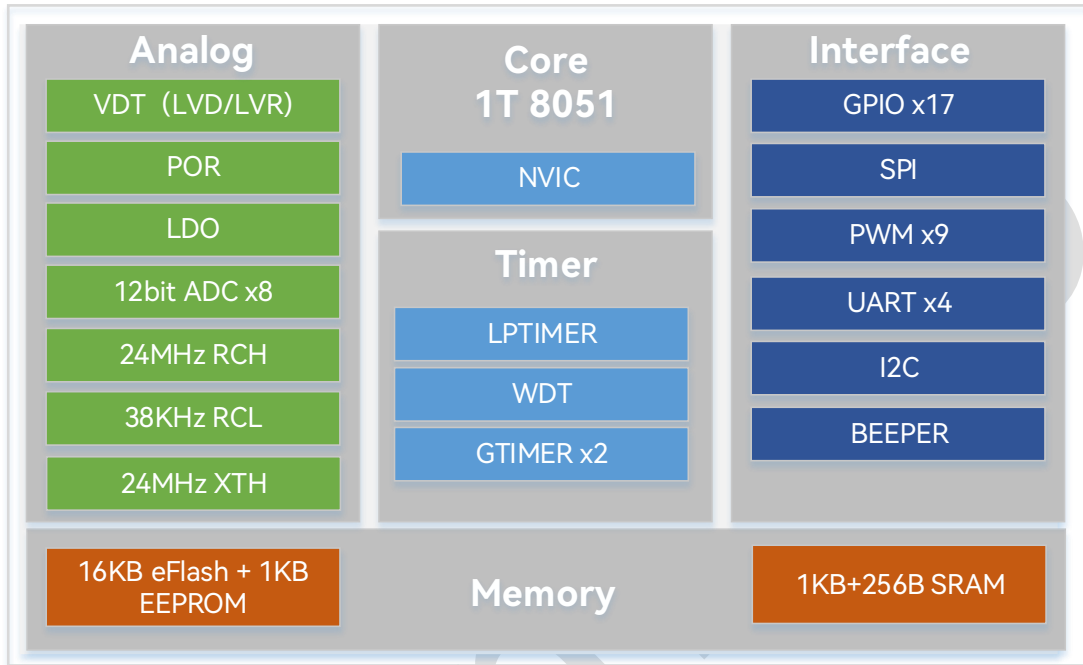 Analog
VDT（LVD/LVR)
POR
LDO
12bit ADC x8
24MHz RCH
38KHz RCL
24MHz XTH
Core
1T 8051
NVIC
Timer
LPTIMER
WDT
GTIMER x2
Interface
GPIO x17
SPI
PWM x9
UART x4
I2C
BEEPER
16KB eFlash + 1KB
EEPROM
Memory
1KB+256B SRAM